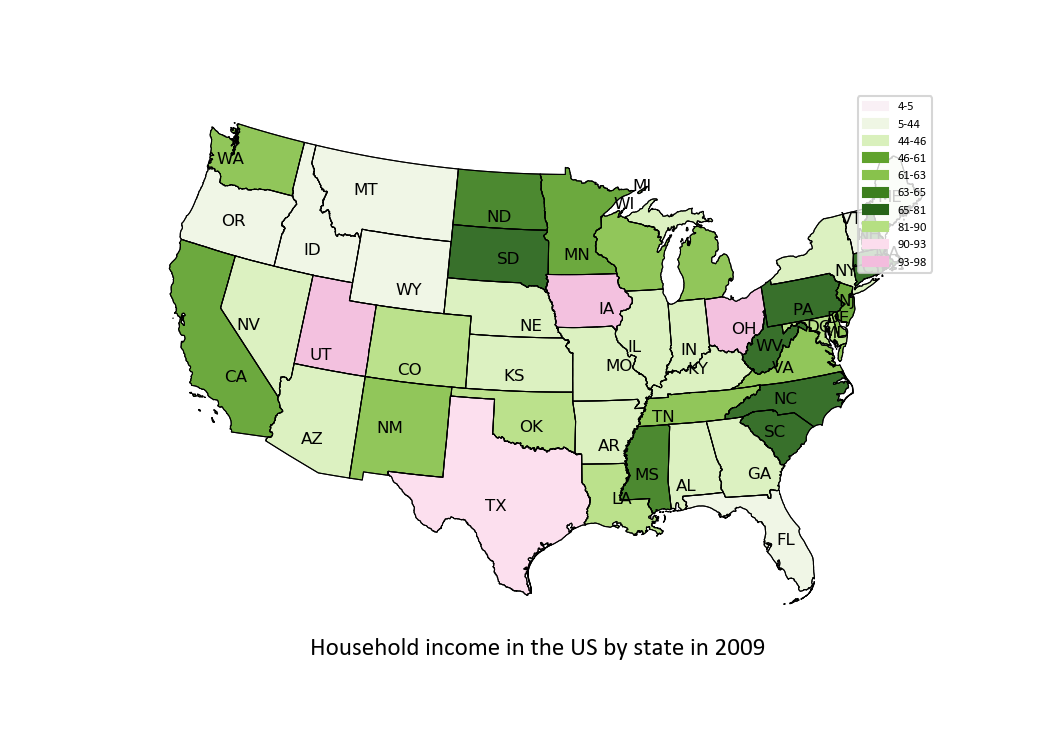 4-5
5-44
44-46
46-61
61-63
63-65
65-81
81-90
90-93
93-98
WA
MT
ND
MI
OR
ID
SD
MN
WI
WY
NY
NV
UT
CO
NE
IA
OH
PA
NJ
DE
MD
DC
CA
KS
MO
IL
IN
KY
WV
VA
AZ
NM
OK
AR
TN
NC
SC
TX
LA
MS
AL
GA
FL
ME
Household income in the US by state in 2009